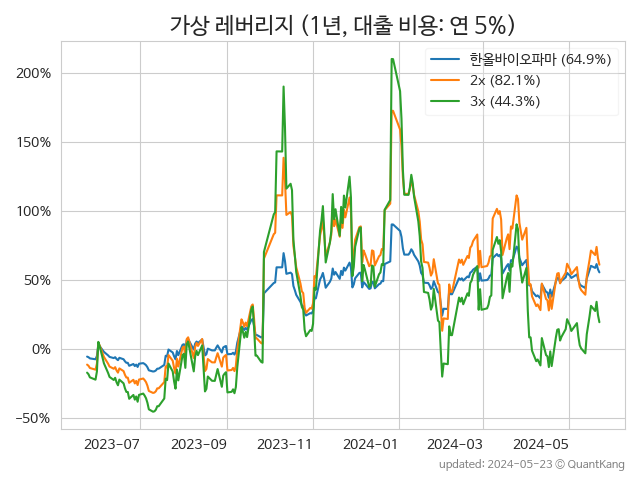 가상 레버리지 (1년, 대출 비용: 연 5%)
한올바이오파마 (64.9%)
2x (82.1%)
3x (44.3%)
200%
150%
100%
50%
0%
−50%
2023-07
2023-09
2023-11
2024-01
2024-03
2024-05
updated: 2024-05-23 © QuantKang